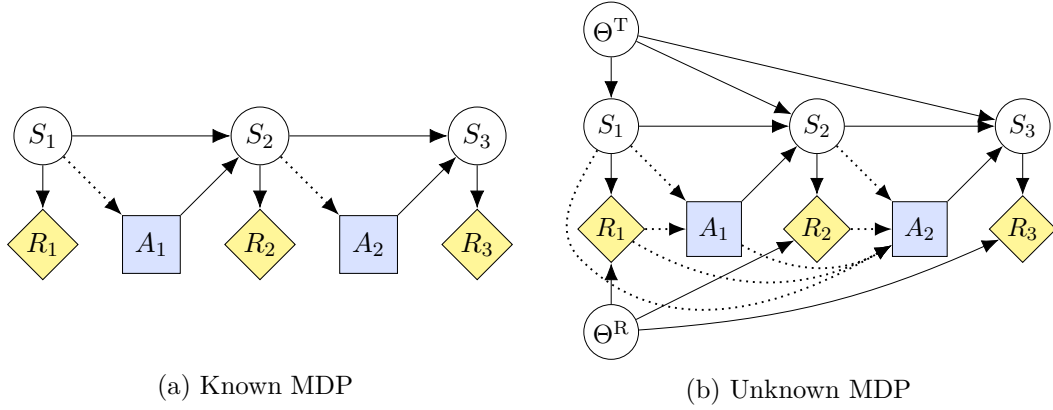 Θ^T
S_1 S_2 S_3
R_1 A_1 R_2 A_2 R_3
(a) Known MDP
S_1 S_2 S_3
R_1 A_1 R_2 A_2 R_3
Θ^R
(b) Unknown MDP